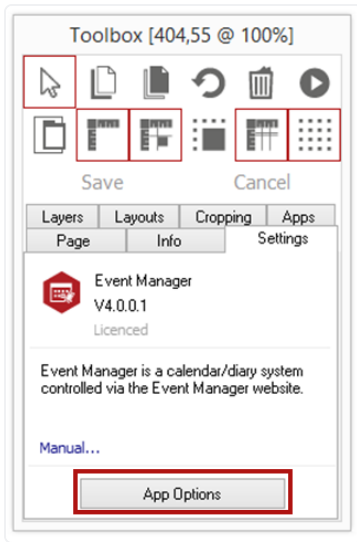 Toolbox [404,55 @ 100%]
Save Cancel
Layers Layouts Cropping Apps
Page Info Settings
Event Manager
V4.0.0.1
Licenced
Event Manager is a calendar/diary system
controlled via the Event Manager website.
Manual...
App Options